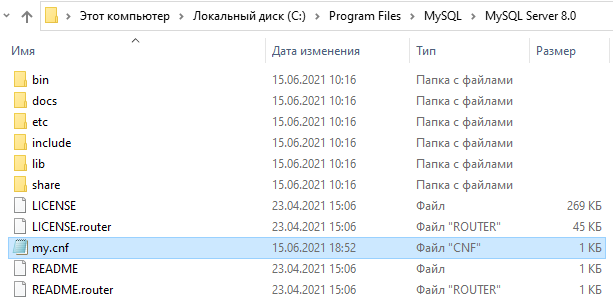 Этот компьютер > Локальный диск (C:) > Program Files > MySQL > MySQL Server 8.0
Имя Дата изменения Тип Размер
bin 15.06.2021 10:16 Папка с файлами
docs 15.06.2021 10:16 Папка с файлами
etc 15.06.2021 10:16 Папка с файлами
include 15.06.2021 10:16 Папка с файлами
lib 15.06.2021 10:16 Папка с файлами
share 15.06.2021 10:16 Папка с файлами
LICENSE 23.04.2021 15:06 Файл 269 КБ
LICENSE.router 23.04.2021 15:06 Файл "ROUTER" 45 КБ
my.cnf 15.06.2021 18:52 Файл "CNF" 1 КБ
README 23.04.2021 15:06 Файл 1 КБ
README.router 23.04.2021 15:06 Файл "ROUTER" 1 КБ